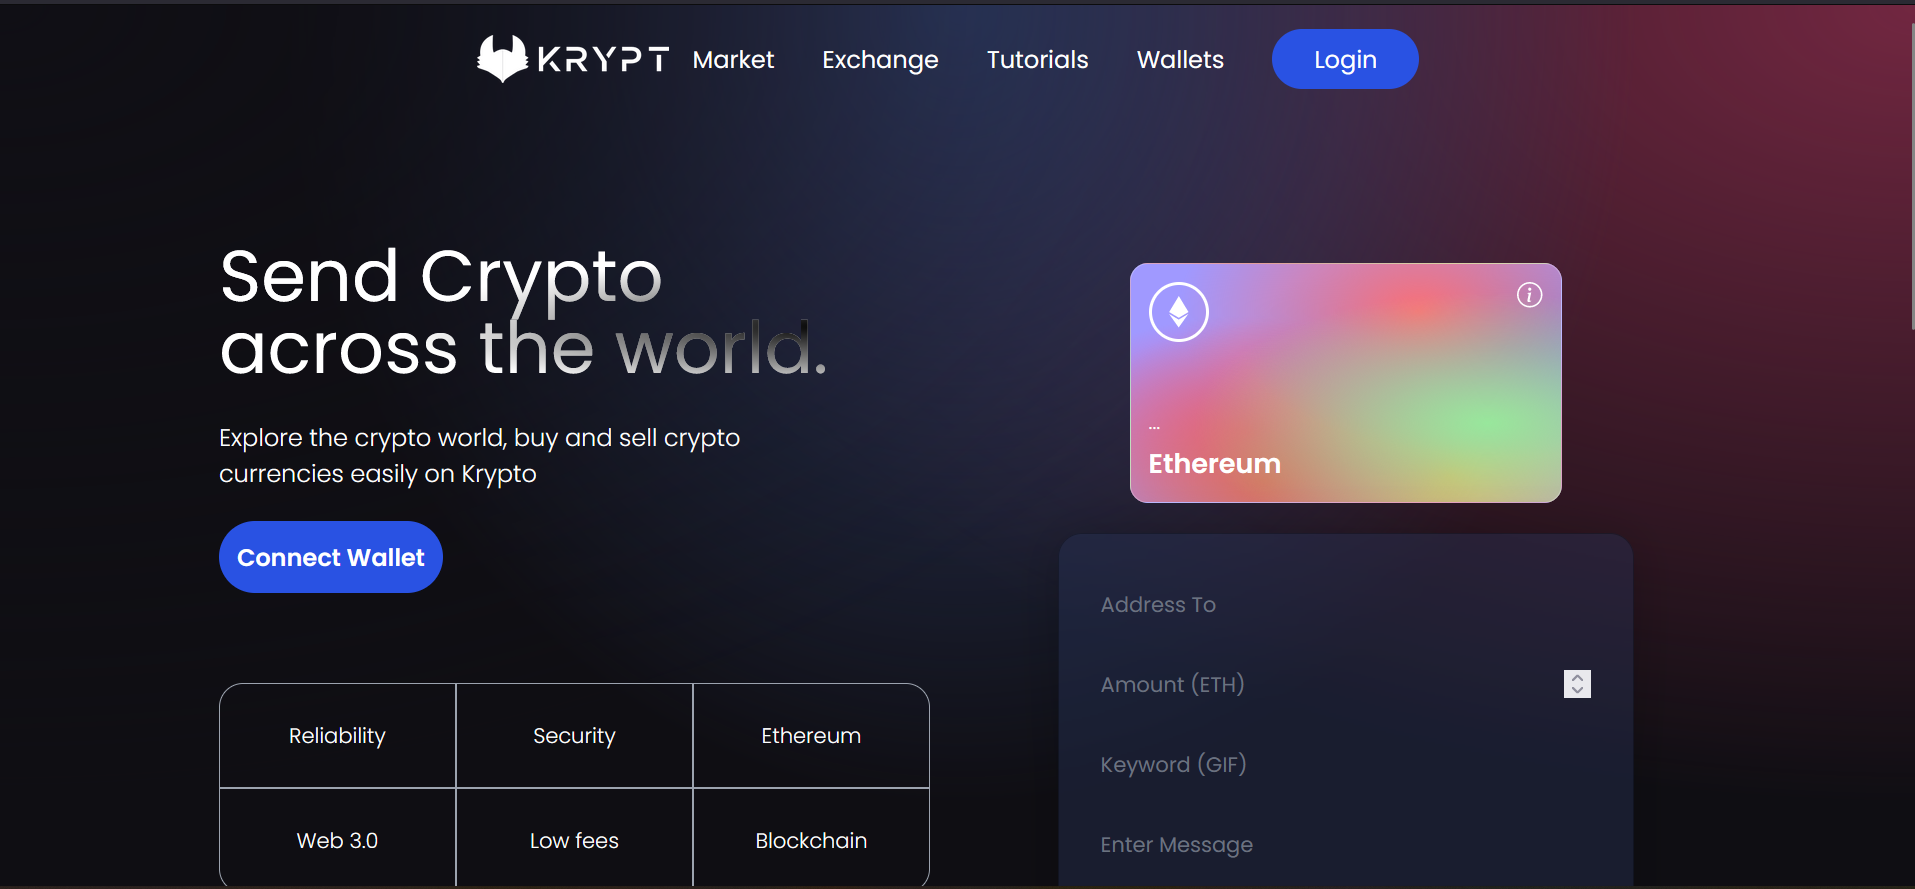 KRYPT Market Exchange Tutorials Wallets Login
Send Crypto
across the world.
Explore the crypto world, buy and sell crypto
currencies easily on Krypto
Connect Wallet
Reliability Security Ethereum
Web 3.0 Low fees Blockchain
i
...
Ethereum
Address To
Amount (ETH)
Keyword (GIF)
Enter Message